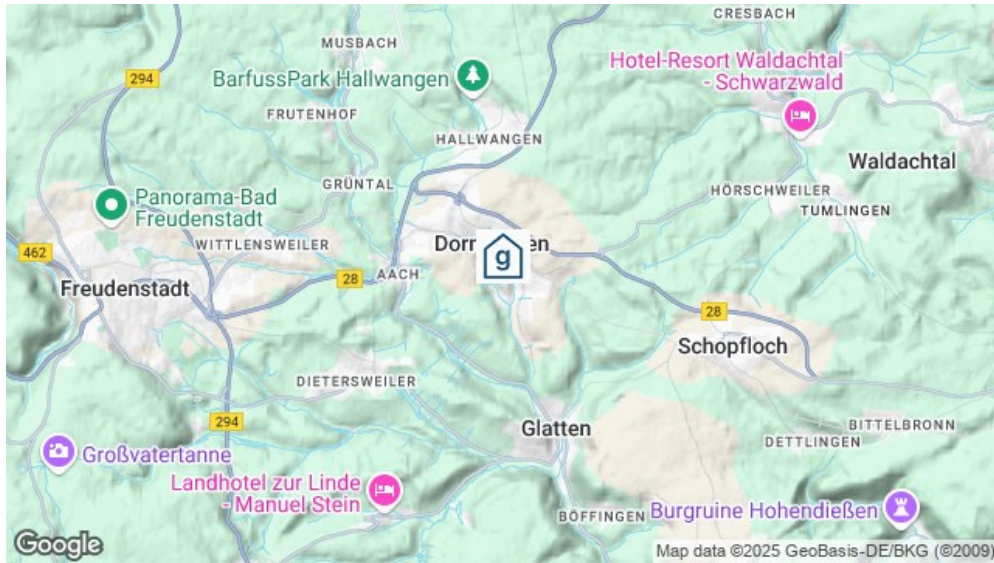 CRESBACH
MUSBACH
Hotel-Resort Waldachtal
- Schwarzwald
294
BarfussPark Hallwangen
FRUTENHOF
HALLWANGEN
Waldachtal
GRÜNTAL
HÖRSCHWEILER
Panorama-Bad
Freudenstadt
TUMLINGEN
462
WITTLENSWEILER
g
AACH
28
Freudenstadt
28
Schopfloch
DIETERSWEILER
294
Glatten
BITTELBRONN
DETTLINGEN
Großvatertanne
Landhotel zur Linde
- Manuel Stein
BÖFFINGEN
Burgruine Hohendießen
Google
Map data ©2025 GeoBasis-DE/BKG (©2009)